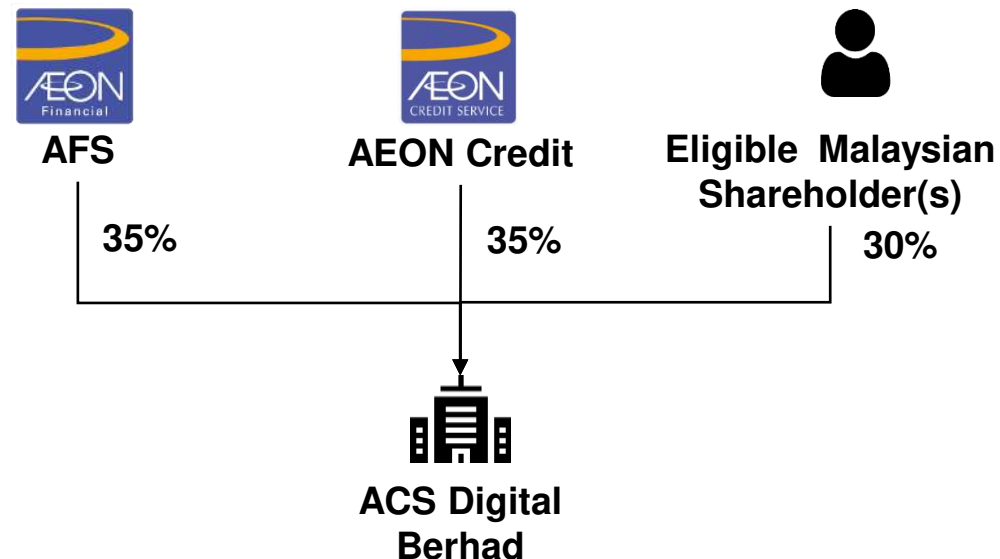 ÆON
Financial
ÆON
CREDIT SERVICE
AFS
AEON Credit
Eligible Malaysian
Shareholder(s)
35%
35%
30%
ACS Digital
Berhad